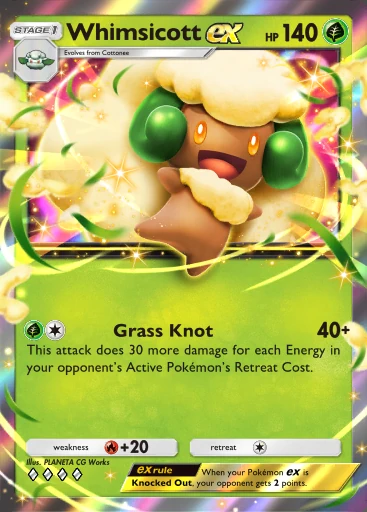 STAGE 1 Whimsicott ex HP 140
Evolves from Cottonee
Grass Knot 40+
This attack does 30 more damage for each Energy in
your opponent's Active Pokémon's Retreat Cost.
weakness +20 retreat
Illus. PLANETA CG Works
ex rule When your Pokémon ex is
Knocked Out, your opponent gets 2 points.